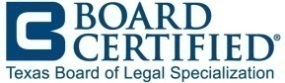 BOARD
CERTIFIED®
Texas Board of Legal Specialization